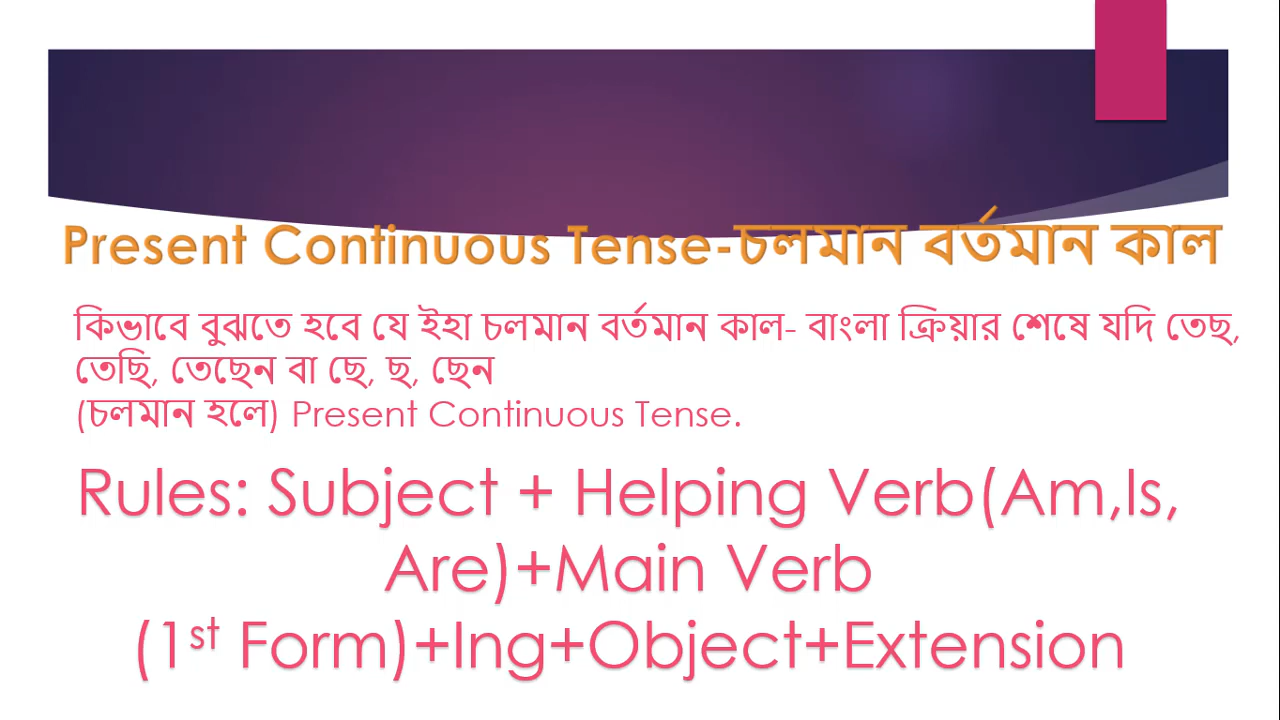 Present Continuous Tense-চলমান বর্তমান কাল
কিভাবে বুঝতে হবে যে ইহা চলমান বর্তমান কাল- বাংলা ক্রিয়ার শেষে যদি তেছ,
তেছি, তেছেন বা ছে, ছ, ছেন
(চলমান হলে) Present Continuous Tense.
Rules: Subject + Helping Verb(Am,Is,
Are)+Main Verb
(1st Form)+Ing+Object+Extension